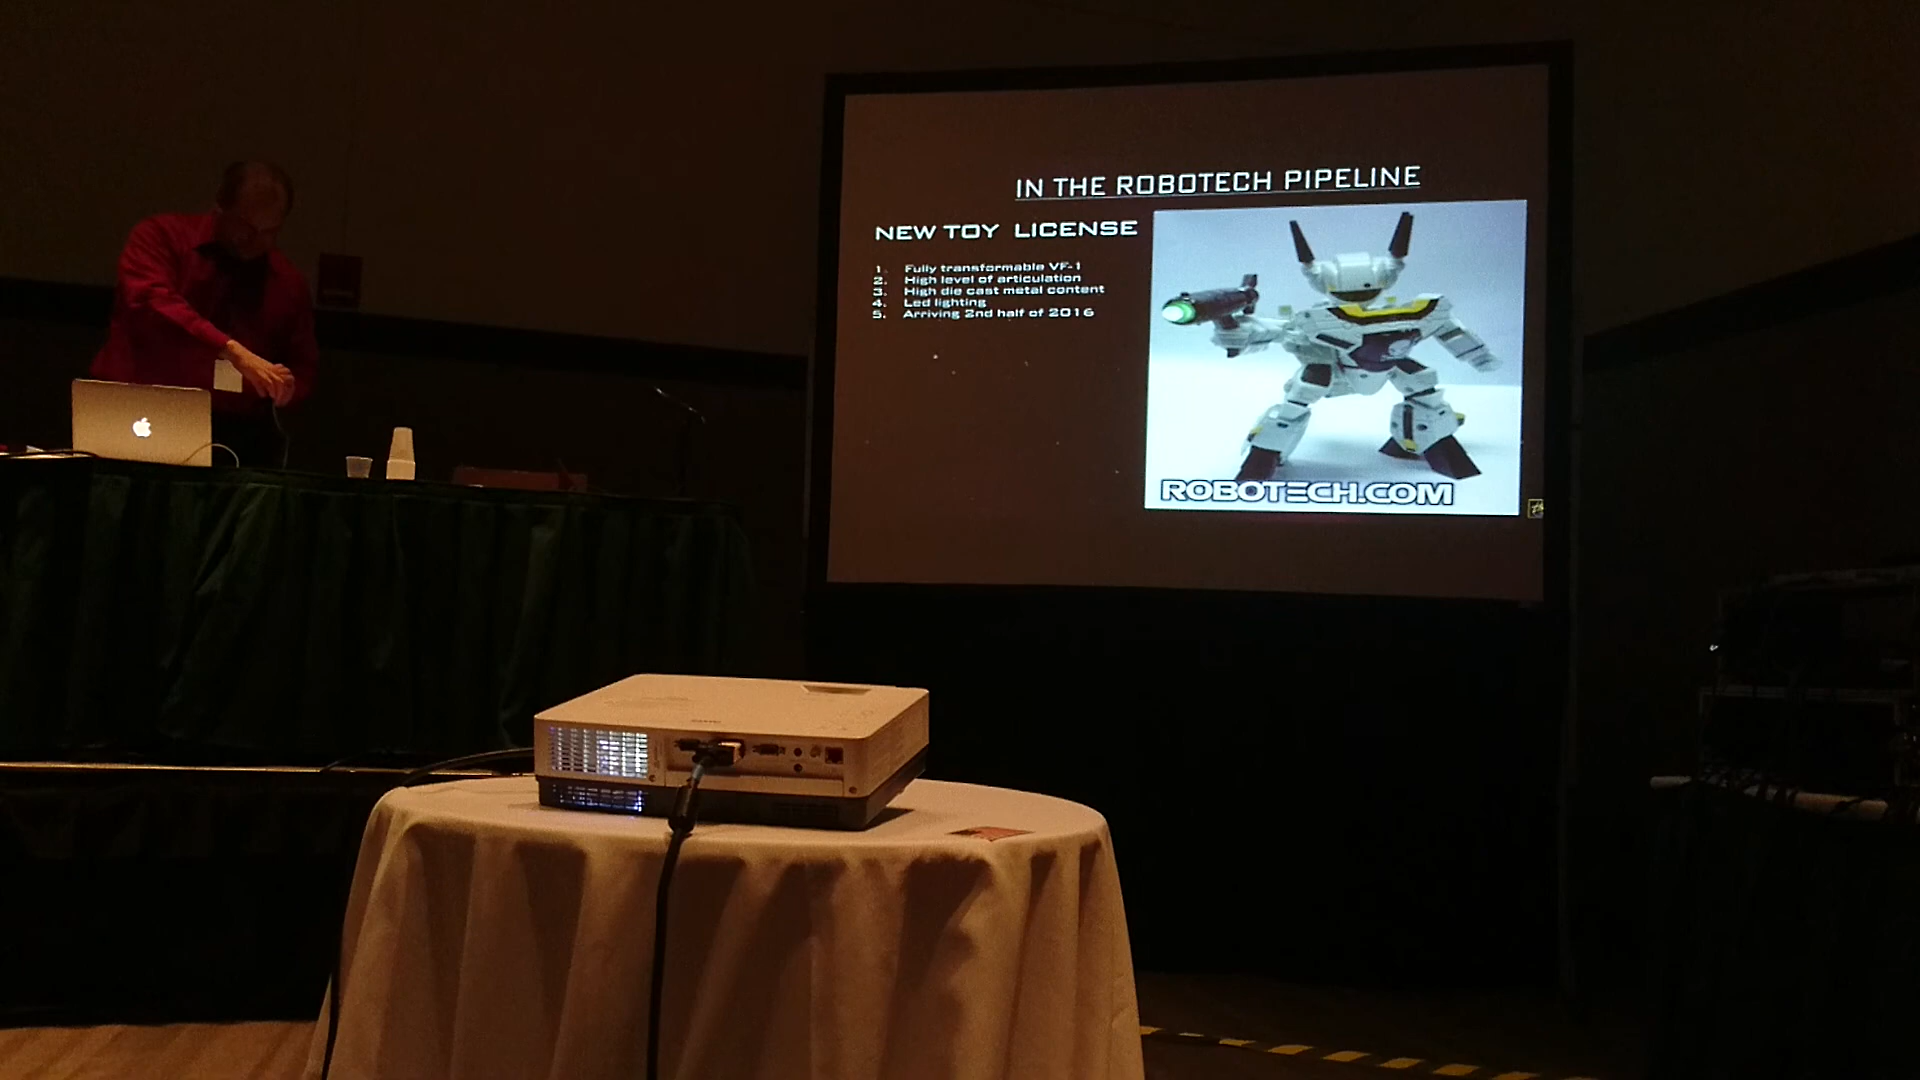 IN THE ROBOTECH PIPELINE
NEW TOY LICENSE
1. Fully transformable VF-1
2. High level of articulation
3. High die cast metal content
4. Led lighting
5. Arriving 2nd half of 2016
ROBOTECH.COM